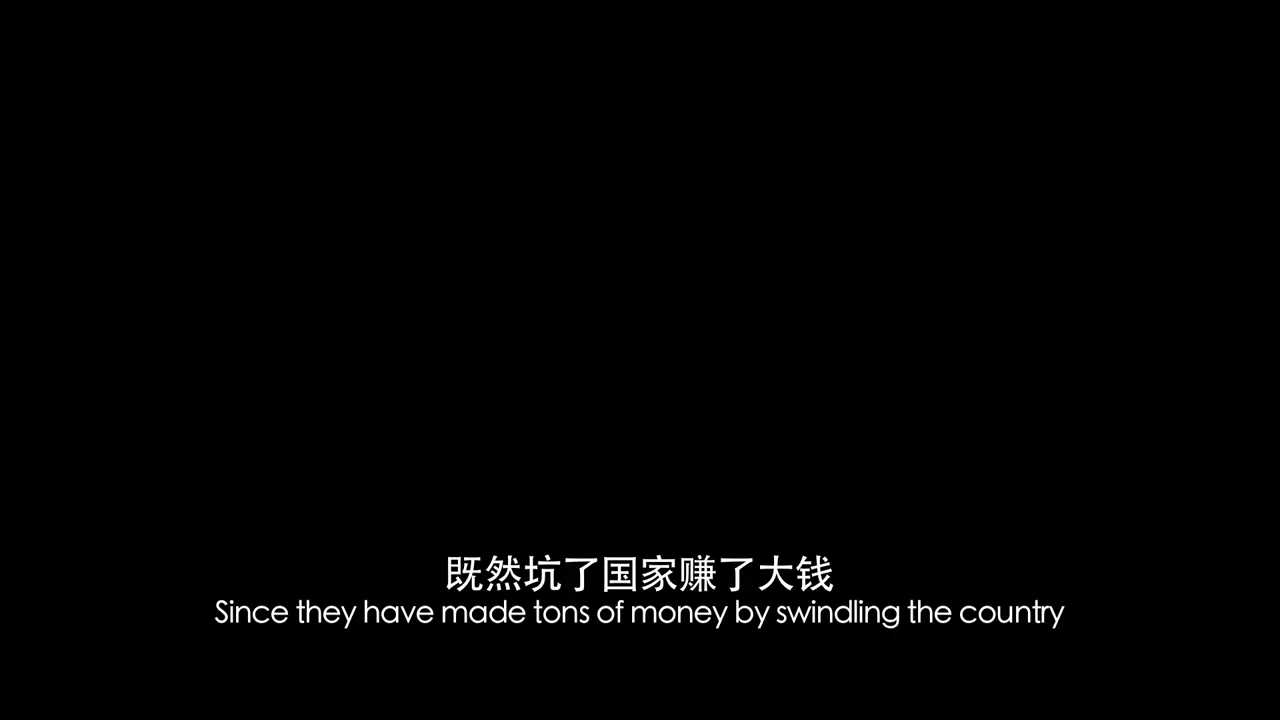 既然坑了国家赚了大钱
Since they have made tons of money by swindling the country